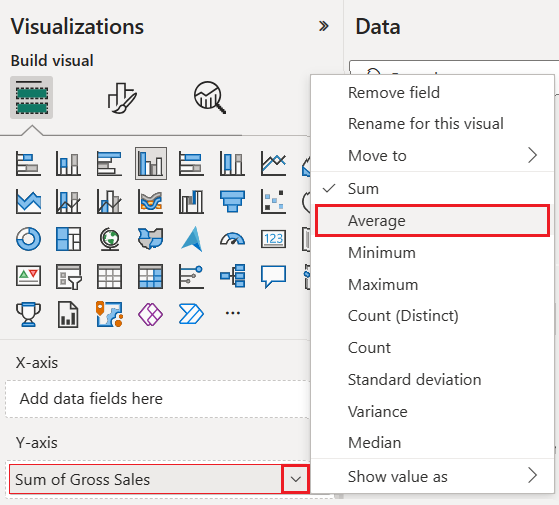 Visualizations
Data
Build visual
Remove field
Rename for this visual
Move to
Sum
Average
Minimum
Maximum
Count (Distinct)
Count
Standard deviation
Variance
Median
Show value as
123
X-axis
Add data fields here
Y-axis
Sum of Gross Sales